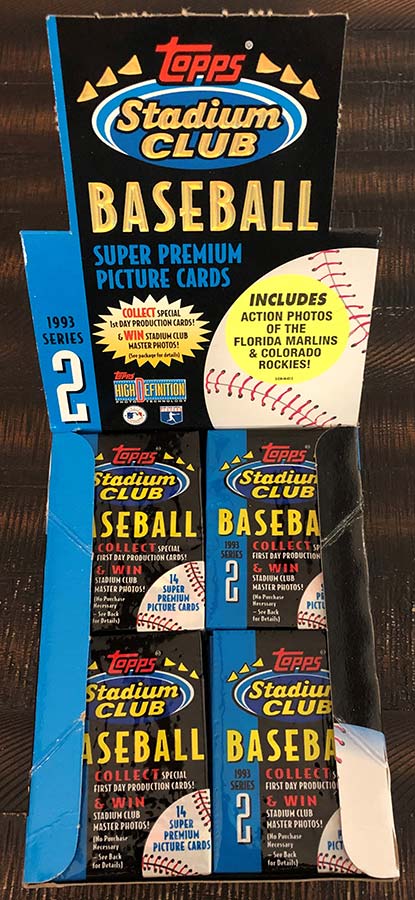 Topps®
Stadium
CLUB
BASEBALL
SUPER PREMIUM
PICTURE CARDS
1993
SERIES
2
COLLECT SPECIAL
1st DAY PRODUCTION CARDS!
& WIN STADIUM CLUB
MASTER PHOTOS!
(See package for details)
INCLUDES
ACTION PHOTOS
OF THE
FLORIDA MARLINS
& COLORADO
ROCKIES!
Topps
HIGH DEFINITION
PHOTO TECHNOLOGY
Topps®
Stadium
CLUB
ASEBALL
COLLECT SPECIAL
FIRST DAY PRODUCTION CARDS!
& WIN
STADIUM CLUB
MASTER PHOTOS!
(No Purchase
Necessary
– See Back
for Details)
14
SUPER
PREMIUM
PICTURE CARDS
Topps®
Stadium
CLUB
BASEBA
1993
SERIES
2
COLLECT S
FIRST DAY PRODUCTIO
& WIN
STADIUM CLUB
MASTER PHOTOS!
(No Purchase
Necessary
– See Back
for Details)
Topps®
Stadium
CLUB
ASEBALL
COLLECT SPECIAL
FIRST DAY PRODUCTION CARDS!
& WIN
STADIUM CLUB
MASTER PHOTOS!
(No Purchase
Necessary
– See Back
for Details)
14
SUPER
PREMIUM
PICTURE CARDS
Topps®
Stadium
CLUB
BASEBA
1993
SERIES
2
COLLECT S
FIRST DAY PRODUCTIO
& WIN
STADIUM CLUB
MASTER PHOTOS!
(No Purchase
Necessary
– See Back
for Details)